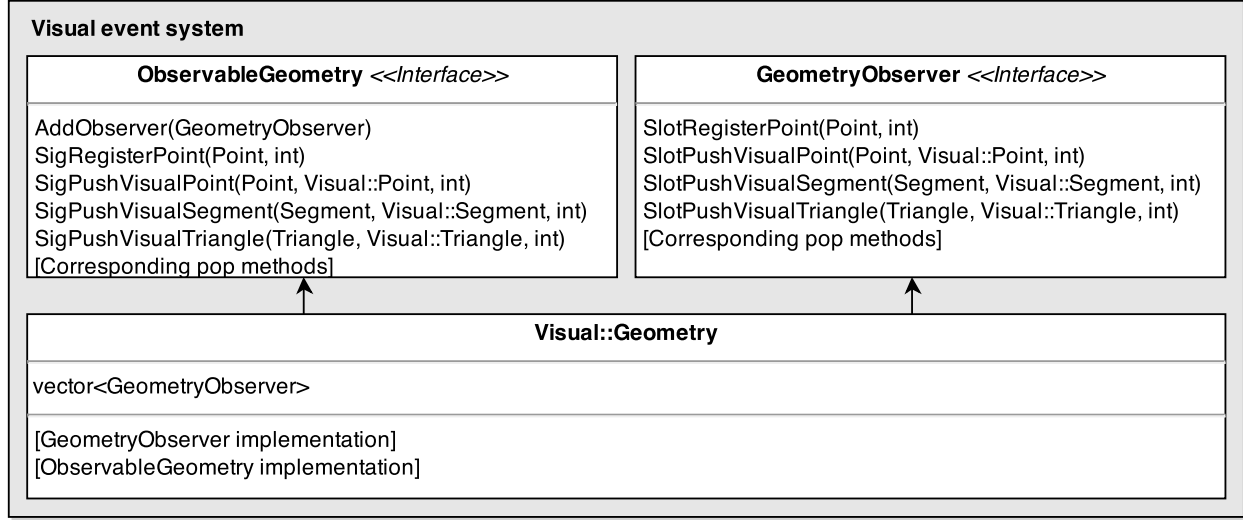 Visual event system
ObservableGeometry <<Interface>>
AddObserver(GeometryObserver)
SigRegisterPoint(Point, int)
SigPushVisualPoint(Point, Visual::Point, int)
SigPushVisualSegment(Segment, Visual::Segment, int)
SigPushVisualTriangle(Triangle, Visual::Triangle, int)
[Corresponding pop methods]
GeometryObserver <<Interface>>
SlotRegisterPoint(Point, int)
SlotPushVisualPoint(Point, Visual::Point, int)
SlotPushVisualSegment(Segment, Visual::Segment, int)
SlotPushVisualTriangle(Triangle, Visual::Triangle, int)
[Corresponding pop methods]
Visual::Geometry
vector<GeometryObserver>
[GeometryObserver implementation]
[ObservableGeometry implementation]